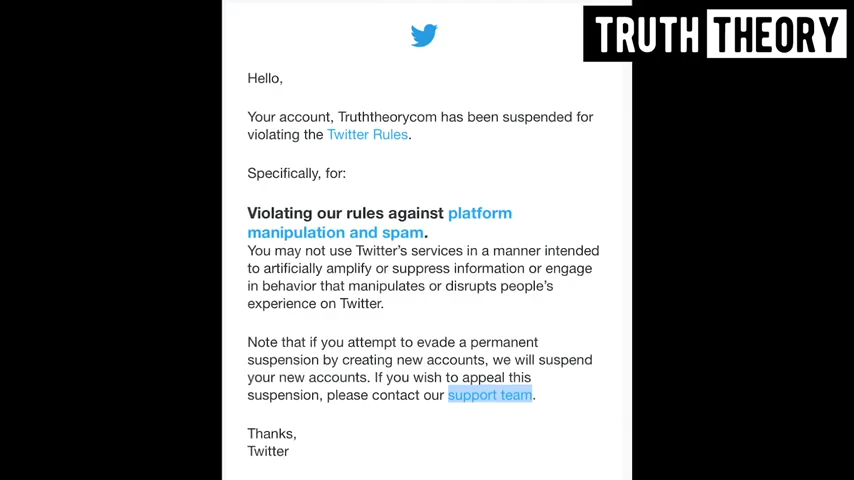 TRUTH THEORY
Hello,
Your account, Truththeorycom has been suspended for
violating the Twitter Rules.
Specifically, for:
Violating our rules against platform
manipulation and spam.
You may not use Twitter’s services in a manner intended
to artificially amplify or suppress information or engage
in behavior that manipulates or disrupts people’s
experience on Twitter.
Note that if you attempt to evade a permanent
suspension by creating new accounts, we will suspend
your new accounts. If you wish to appeal this
suspension, please contact our support team.
Thanks,
Twitter